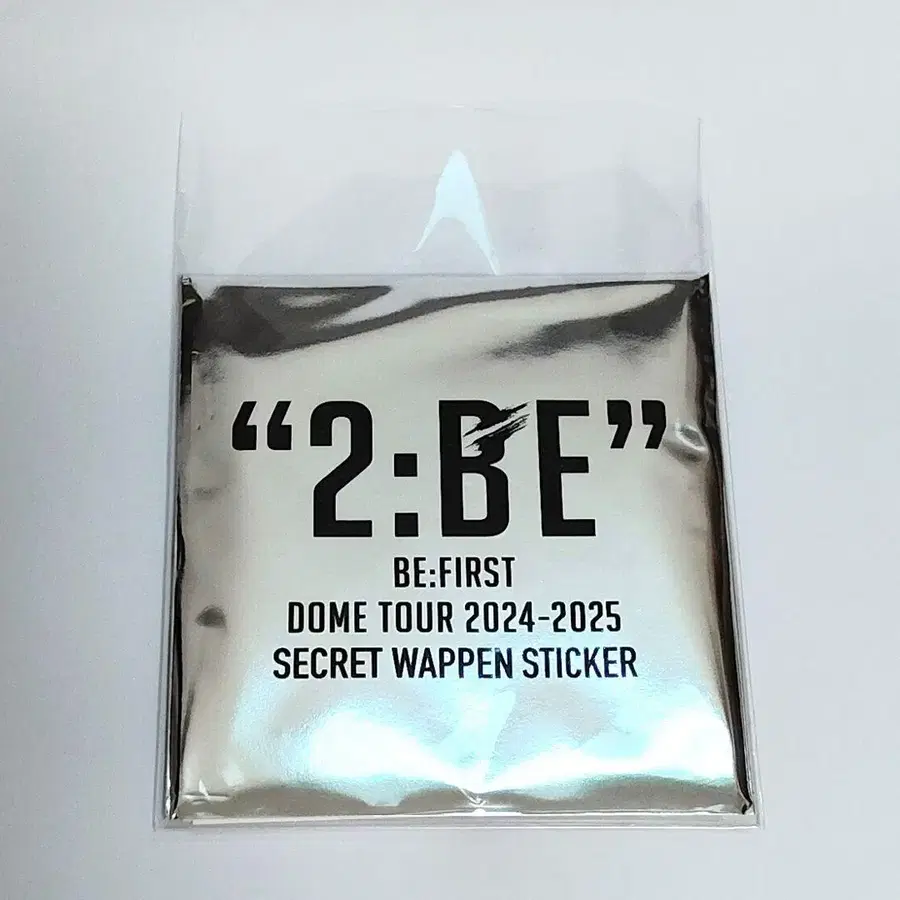 “2:BE”
BE:FIRST
DOME TOUR 2024-2025
SECRET WAPPEN STICKER